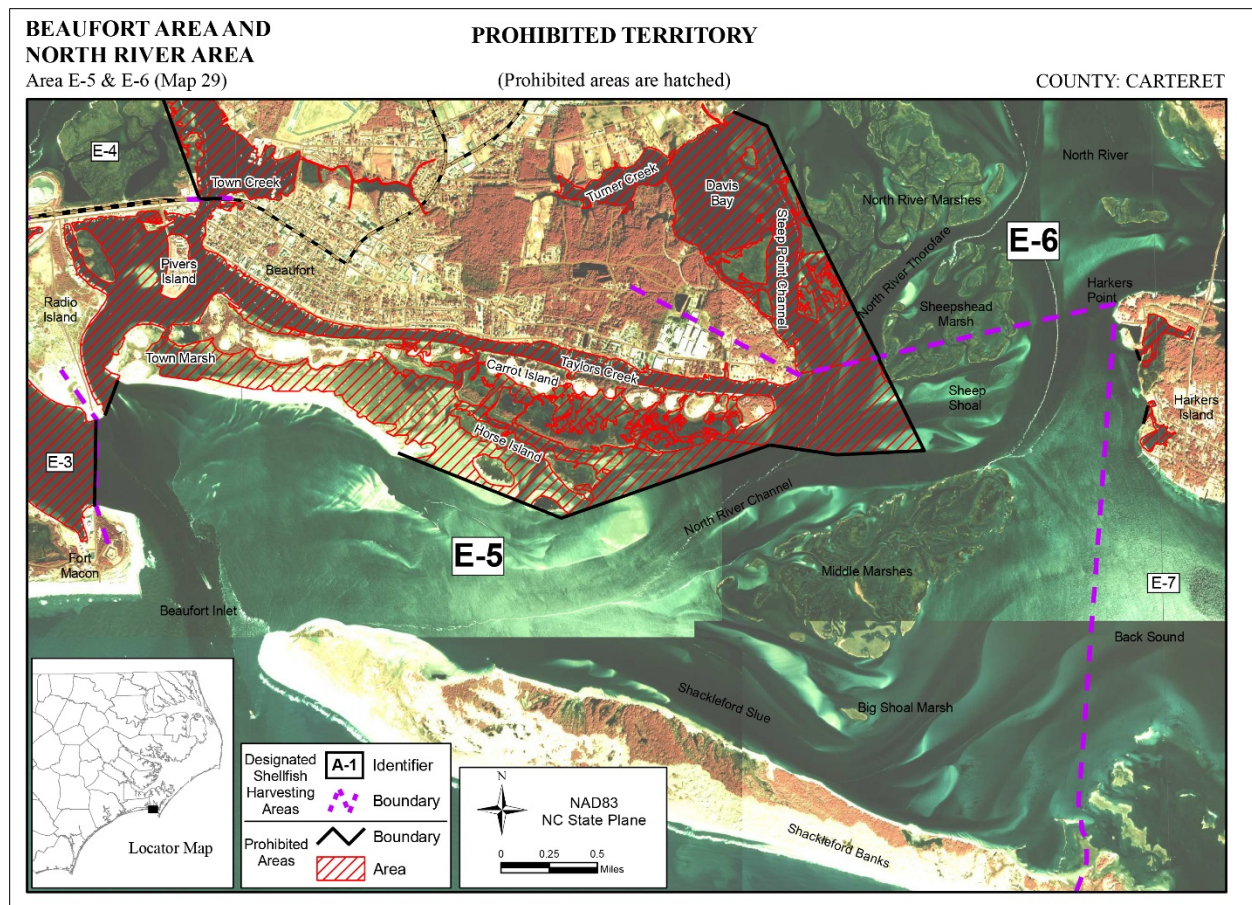 BEAUFORT AREA AND
NORTH RIVER AREA
Area E-5 & E-6 (Map 29)
PROHIBITED TERRITORY
(Prohibited areas are hatched)
COUNTY: CARTERET
E-4
Town Creek
Turner Creek
Davis
Bay
North River
North River Marshes
Steep Point Channel
E-6
North River Thorofare
Pivers
Island
Beaufort
Radio
Island
Harkers
Point
Sheepshead
Marsh
Town Marsh
Taylors Creek
Carrot Island
Sheep
Shoal
Harkers
Island
Horse Island
E-3
North River Channel
E-5
Fort
Macon
Middle Marshes
E-7
Beaufort Inlet
Back Sound
Shackleford Slue
Big Shoal Marsh
Shackleford Banks
Locator Map
Designated
Shellfish
Harvesting
Areas
A-1
Identifier
Boundary
Prohibited
Areas
Boundary
Area
N
NAD83
NC State Plane
0 0.25 0.5
Miles